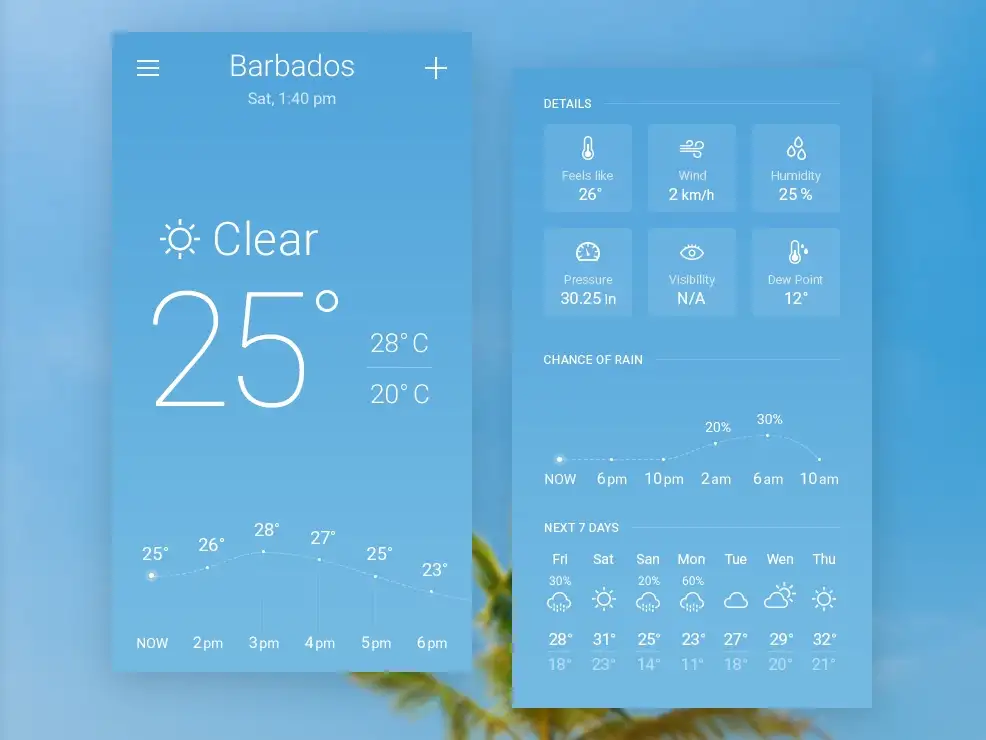 Barbados
Sat, 1:40 pm
Clear
25°
28° C
20° C
25° 26° 28° 27° 25° 23°
NOW 2pm 3pm 4pm 5pm 6pm
DETAILS
Feels like Wind Humidity
26° 2 km/h 25 %
Pressure Visibility Dew Point
30.25 In N/A 12°
CHANCE OF RAIN
20% 30%
NOW 6pm 10pm 2am 6am 10am
NEXT 7 DAYS
Fri Sat San Mon Tue Wen Thu
30% 20% 60%
28° 31° 25° 23° 27° 29° 32°
18° 23° 14° 11° 18° 20° 21°